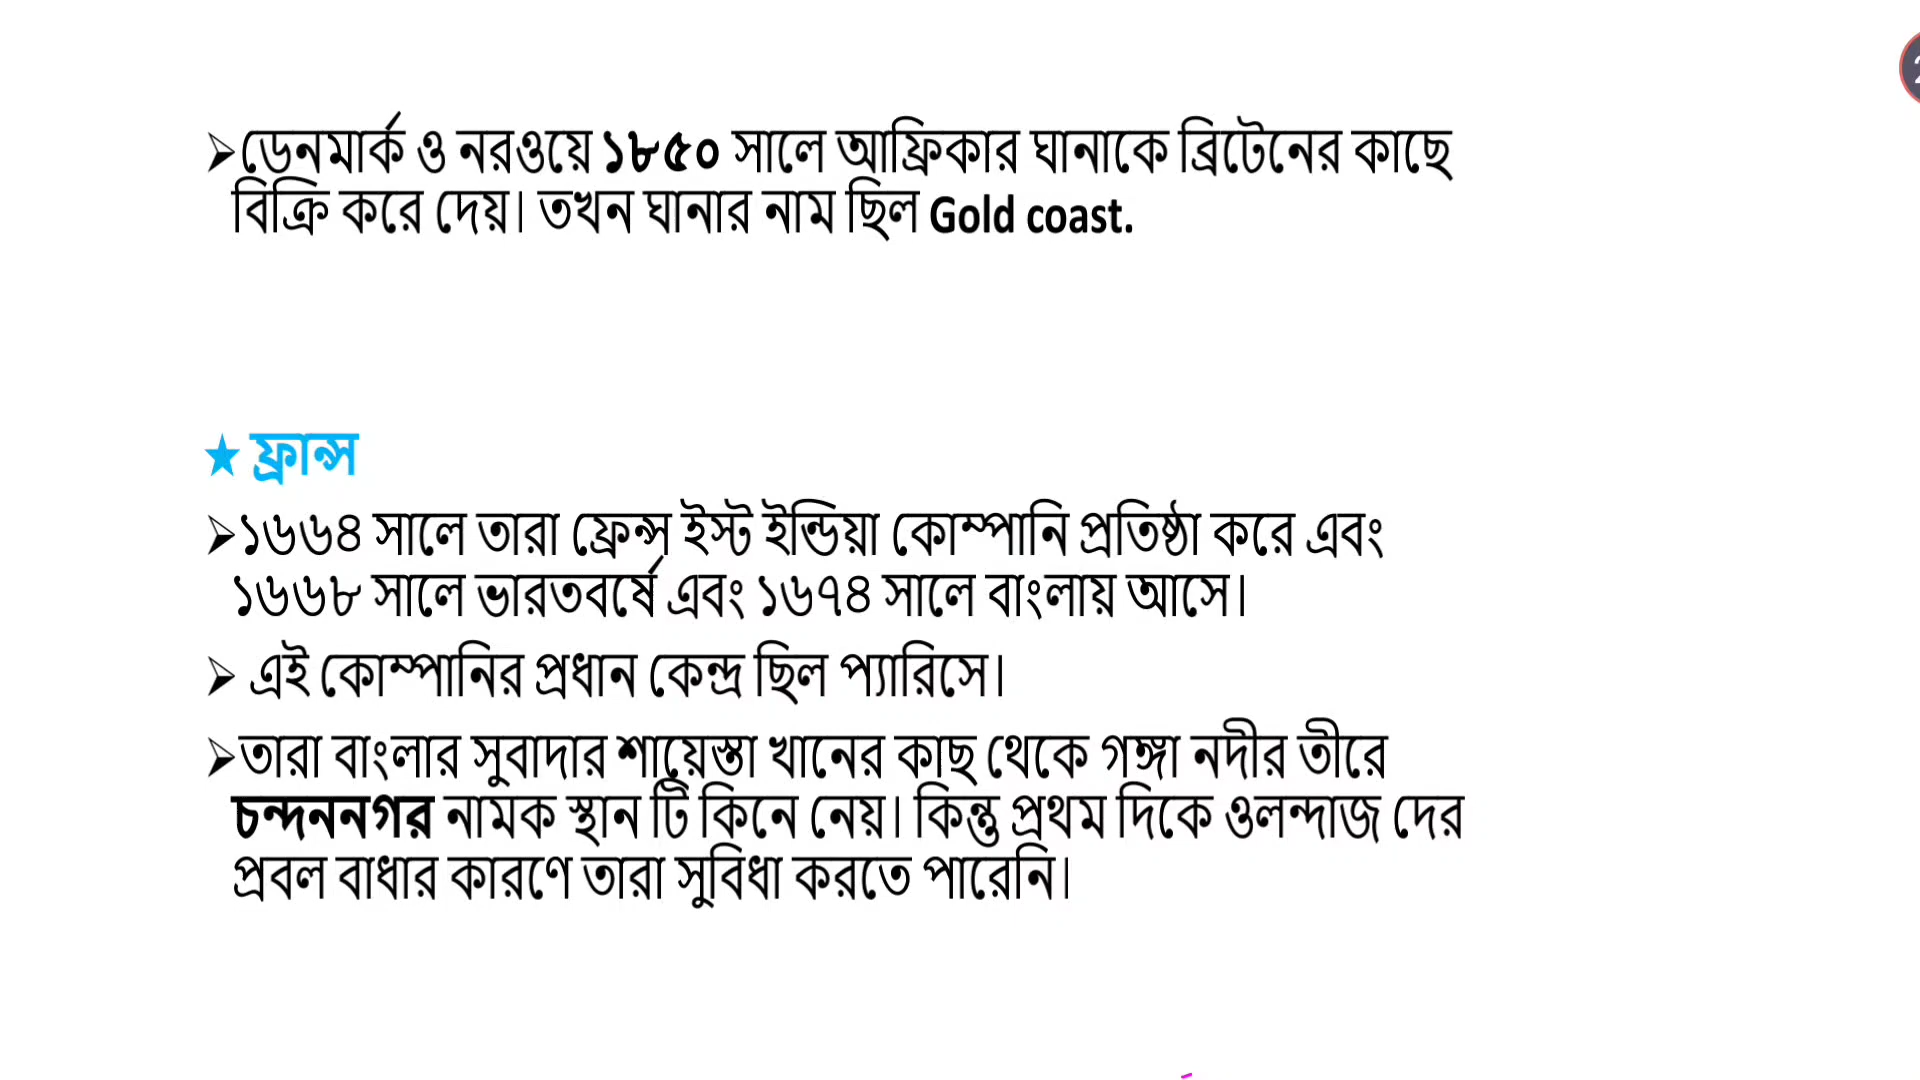 ➢ডেনমার্ক ও নরওয়ে ১৮৫০ সালে আফ্রিকার ঘানাকে ব্রিটেনের কাছে
বিক্রি করে দেয়। তখন ঘানার নাম ছিল Gold coast.
★ ফ্রান্স
➢১৬৬৪ সালে তারা ফ্রেন্স ইস্ট ইন্ডিয়া কোম্পানি প্রতিষ্ঠা করে এবং
১৬৬৮ সালে ভারতবর্ষে এবং ১৬৭৪ সালে বাংলায় আসে।
➢ এই কোম্পানির প্রধান কেন্দ্র ছিল প্যারিসে।
➢তারা বাংলার সুবাদার শায়েস্তা খানের কাছ থেকে গঙ্গা নদীর তীরে
চন্দননগর নামক স্থান টি কিনে নেয়। কিন্তু প্রথম দিকে ওলন্দাজ দের
প্রবল বাধার কারণে তারা সুবিধা করতে পারেনি।